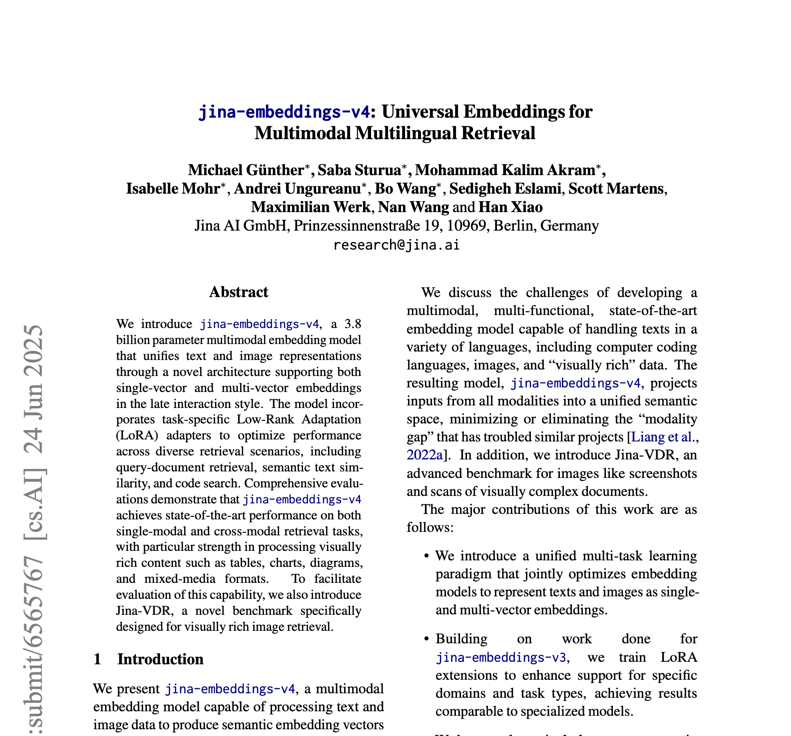 jina-embeddings-v4: Universal Embeddings for
Multimodal Multilingual Retrieval
Michael Günther*, Saba Sturua*, Mohammad Kalim Akram*,
Isabelle Mohr*, Andrei Ungureanu*, Bo Wang*, Sedigheh Eslami, Scott Martens,
Maximilian Werk, Nan Wang and Han Xiao
Jina AI GmbH, Prinzessinnenstraße 19, 10969, Berlin, Germany
research@jina.ai
:submit/6565767 [cs.AI] 24 Jun 2025
Abstract
We introduce jina-embeddings-v4, a 3.8
billion parameter multimodal embedding model
that unifies text and image representations
through a novel architecture supporting both
single-vector and multi-vector embeddings
in the late interaction style. The model incor-
porates task-specific Low-Rank Adaptation
(LoRA) adapters to optimize performance
across diverse retrieval scenarios, including
query-document retrieval, semantic text sim-
ilarity, and code search. Comprehensive evalu-
ations demonstrate that jina-embeddings-v4
achieves state-of-the-art performance on both
single-modal and cross-modal retrieval tasks,
with particular strength in processing visually
rich content such as tables, charts, diagrams,
and mixed-media formats. To facilitate
evaluation of this capability, we also introduce
Jina-VDR, a novel benchmark specifically
designed for visually rich image retrieval.
1 Introduction
We present jina-embeddings-v4, a multimodal
embedding model capable of processing text and
image data to produce semantic embedding vectors
We discuss the challenges of developing a
multimodal, multi-functional, state-of-the-art
embedding model capable of handling texts in a
variety of languages, including computer coding
languages, images, and “visually rich” data. The
resulting model, jina-embeddings-v4, projects
inputs from all modalities into a unified semantic
space, minimizing or eliminating the “modality
gap” that has troubled similar projects [Liang et al.,
2022a]. In addition, we introduce Jina-VDR, an
advanced benchmark for images like screenshots
and scans of visually complex documents.
The major contributions of this work are as
follows:
• We introduce a unified multi-task learning
paradigm that jointly optimizes embedding
models to represent texts and images as single-
and multi-vector embeddings.
• Building on work done for
jina-embeddings-v3, we train LoRA
extensions to enhance support for specific
domains and task types, achieving results
comparable to specialized models.